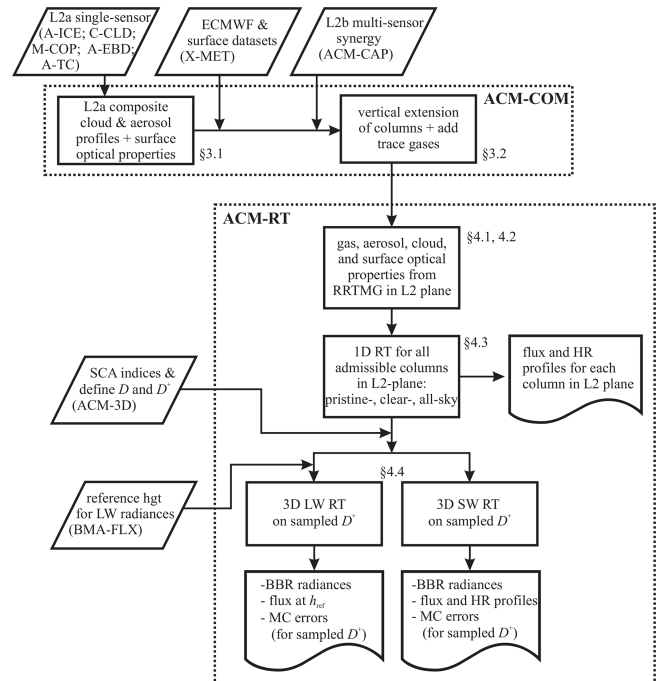 L2a single-sensor
(A-ICE; C-CLD;
M-COP; A-EBD;
A-TC)
ECMWF &
surface datasets
(X-MET)
L2b multi-sensor
synergy
(ACM-CAP)
ACM-COM
L2a composite
cloud & aerosol
profiles + surface
optical properties
§3.1
vertical extension
of columns + add
trace gases
§3.2
ACM-RT
gas, aerosol, cloud,
and surface optical
properties from
RRTMG in L2 plane
§4.1, 4.2
1D RT for all
admissible columns
in L2-plane:
pristine-, clear-, all-sky
§4.3
flux and HR
profiles for each
column in L2 plane
SCA indices &
define D and D⁺
(ACM-3D)
reference hgt
for LW radiances
(BMA-FLX)
§4.4
3D LW RT
on sampled D⁺
3D SW RT
on sampled D⁺
-BBR radiances
- flux at h_ref
- MC errors
(for sampled D⁺)
-BBR radiances
- flux and HR profiles
- MC errors
(for sampled D⁺)